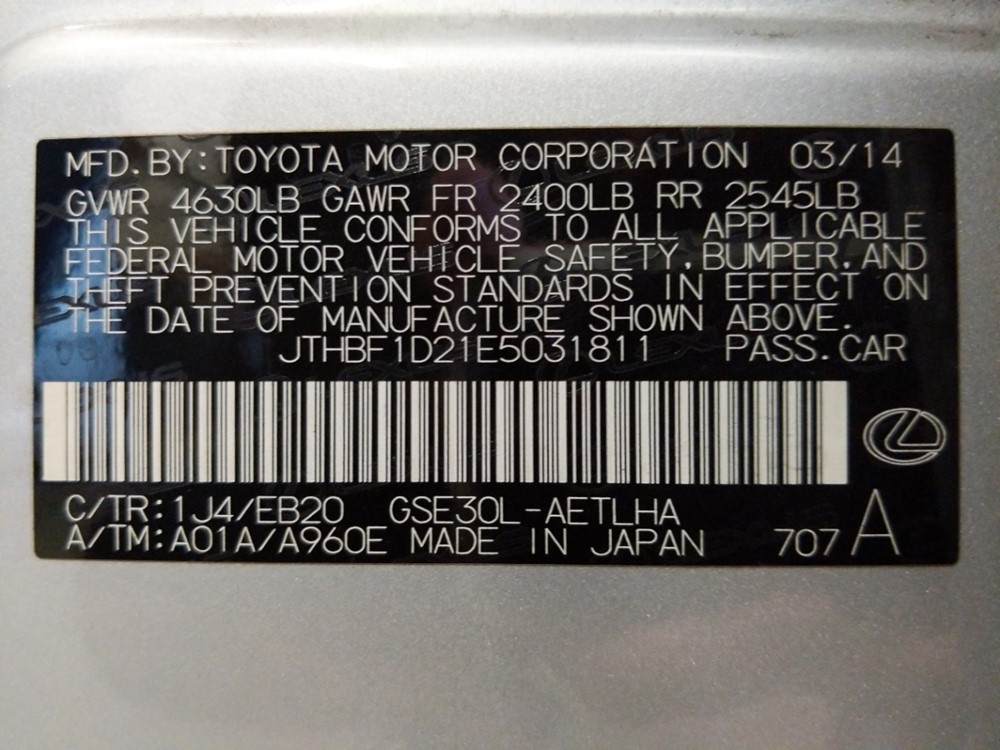 MFD.BY:TOYOTA MOTOR CORPORATION 03/14
GVWR 4630LB GAWR FR 2400LB RR 2545LB
THIS VEHICLE CONFORMS TO ALL APPLICABLE
FEDERAL MOTOR VEHICLE SAFETY,BUMPER,AND
THEFT PREVENTION STANDARDS IN EFFECT ON
THE DATE OF MANUFACTURE SHOWN ABOVE.
JTHBF1D21E5031811 PASS.CAR
C/TR:1J4/EB20 GSE30L-AETLHA
A/TM:A01A/A960E MADE IN JAPAN 707 A